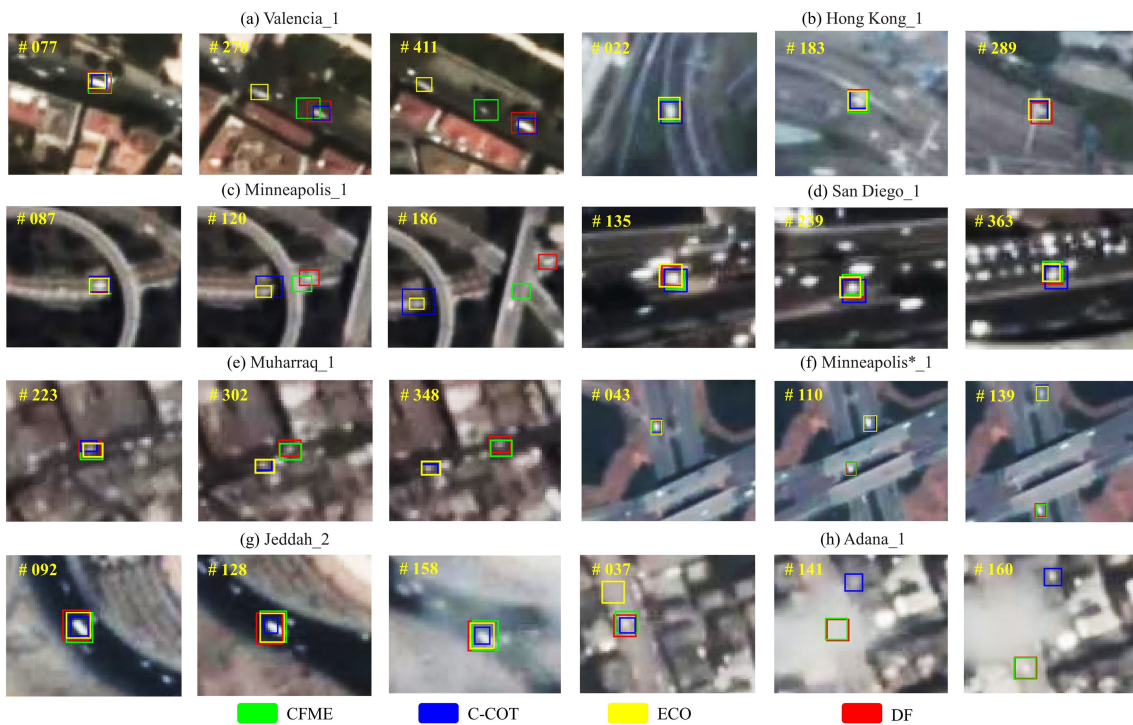 (a) Valencia_1 (b) Hong Kong_1
# 077 # 278 # 411 # 022 # 183 # 289
(c) Minneapolis_1 (d) San Diego_1
# 087 # 120 # 186 # 135 # 239 # 363
(e) Muharraq_1 (f) Minneapolis*_1
# 223 # 302 # 348 # 043 # 110 # 139
(g) Jeddah_2 (h) Adana_1
# 092 # 128 # 158 # 037 # 141 # 160
CFME C-COT ECO DF